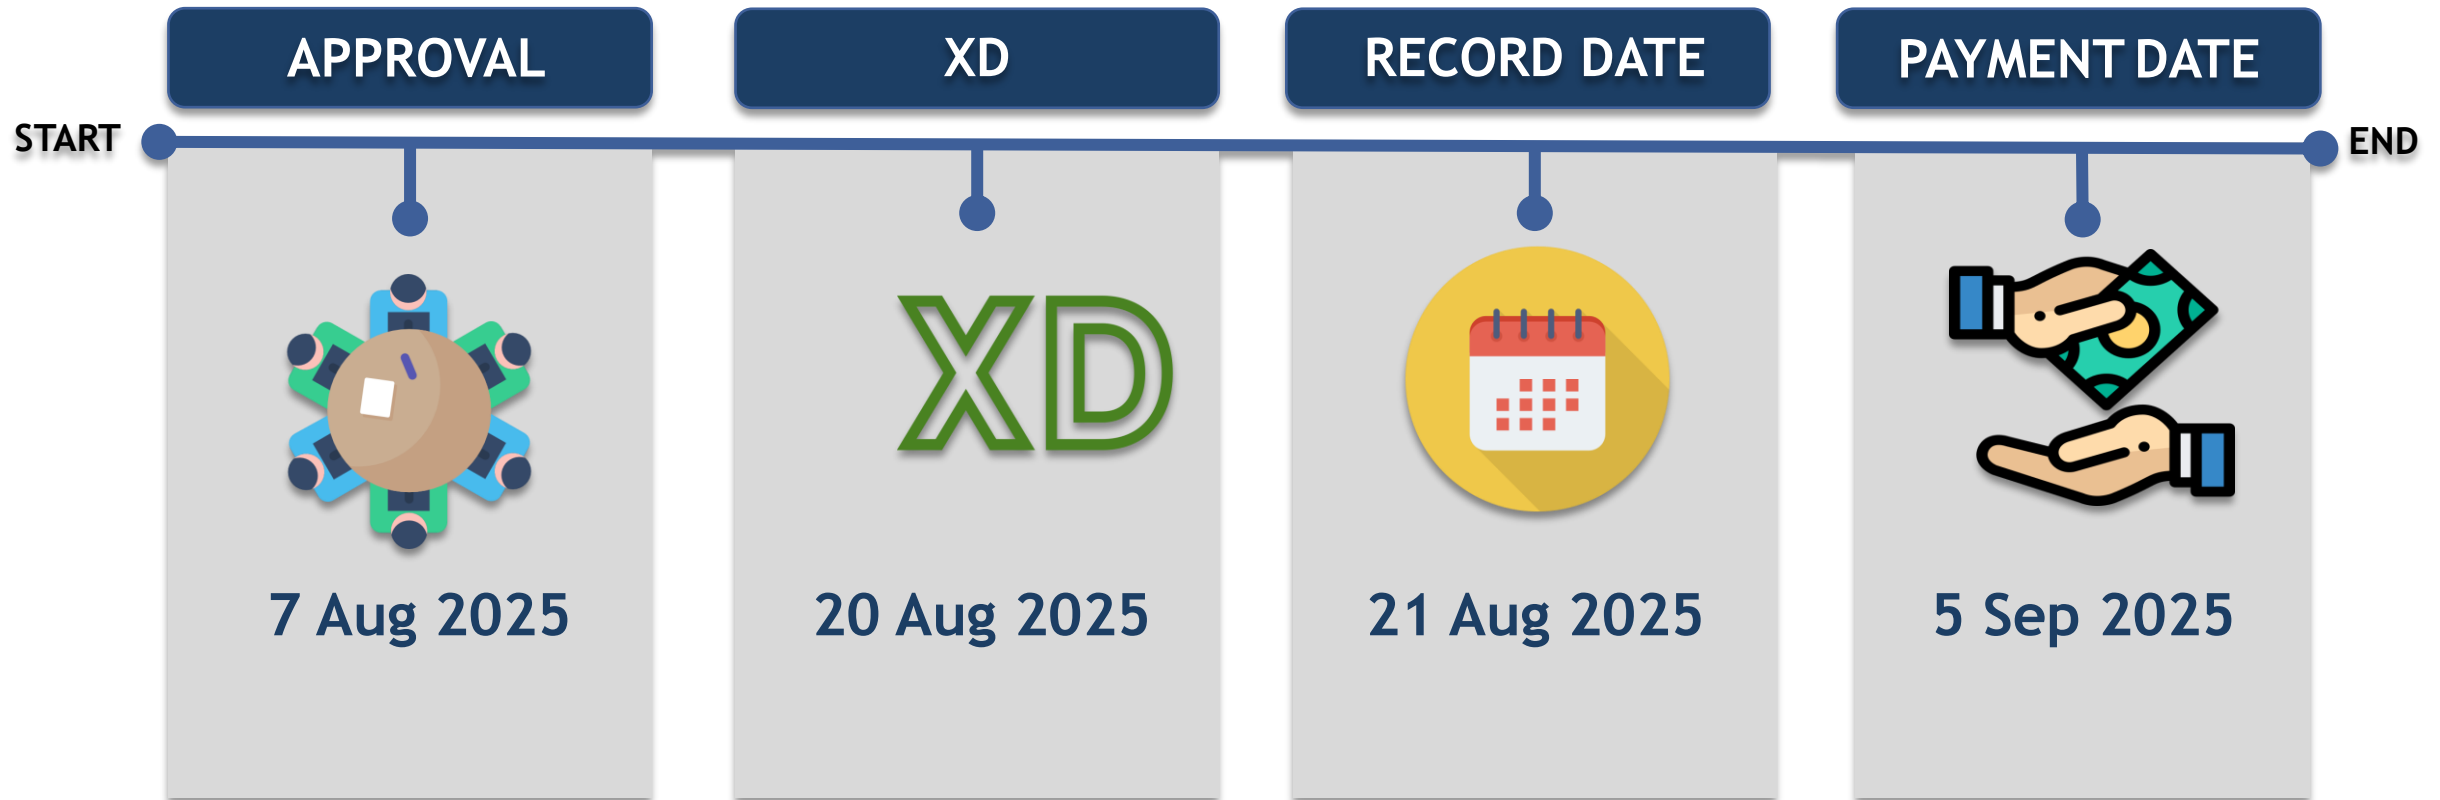 APPROVAL
XD
RECORD DATE
PAYMENT DATE
START
END
XD
7 Aug 2025
20 Aug 2025
21 Aug 2025
5 Sep 2025